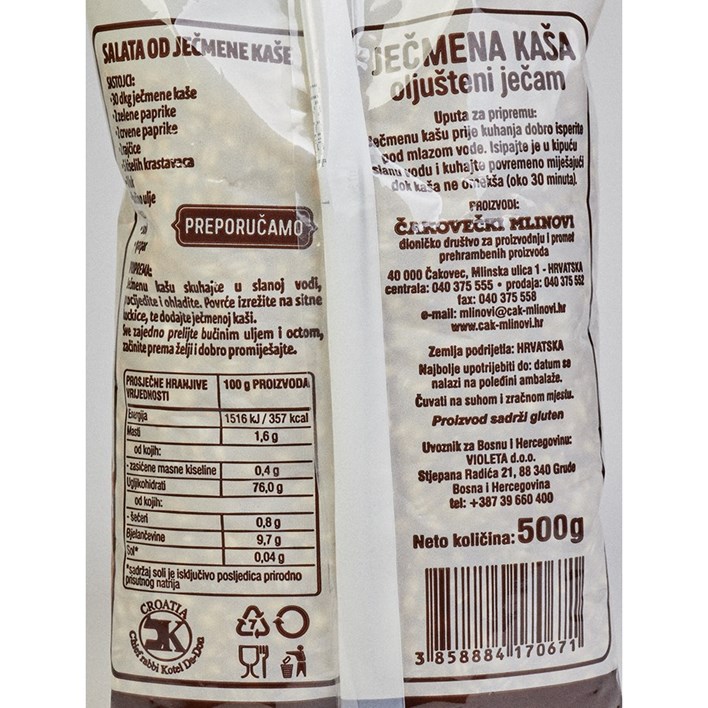 SALATA OD JEČMENE KAŠE
SASTOJCI:
30 dkg ječmene kaše
zelene paprike
crvene paprike
rajčice
kiselih krastavaca
ulje
PREPORUČAMO
PRIPREMA:
kašu skuhajte u slanoj vodi,
ocijedite i ohladite. Povrće izrežite na sitne
kockice, te dodajte ječmenoj kaši.
Sve zajedno prelijte bučinim uljem i octom,
začinite prema želji i dobro promiješajte.
PROSJEČNE HRANJIVE VRIJEDNOSTI 100 g PROIZVODA
Energija 1516 kJ / 357 kcal
Masti 1,6 g
od kojih:
- zasićene masne kiseline 0,4 g
Ugljikohidrati 76,0 g
od kojih:
- šećeri 0,8 g
Bjelančevine 9,7 g
Sol* 0,04 g
*sadržaj soli je isključivo posljedica prirodno
prisutnog natrija
CROATIA
K
Chief rabbi Kotel Da-Don
7
JEČMENA KAŠA
oljušteni ječam
Uputa za pripremu:
Ječmenu kašu prije kuhanja dobro isperite
pod mlazom vode. Isipajte je u kipuću
slanu vodu i kuhajte povremeno miješajući
dok kaša ne omekša (oko 30 minuta).
PROIZVODI:
ČAKOVEČKI MLINOVI
dioničko društvo za proizvodnju i promet
prehrambenih proizvoda
40 000 Čakovec, Mlinska ulica 1 - HRVATSKA
centrala: 040 375 555 • prodaja: 040 375 552
fax: 040 375 558
e-mail: mlinovi@cak-mlinovi.hr
www.cak-mlinovi.hr
Zemlja podrijetla: HRVATSKA
Najbolje upotrijebiti do: datum se
nalazi na poleđini ambalaže.
Čuvati na suhom i zračnom mjestu.
Proizvod sadrži gluten
Uvoznik za Bosnu i Hercegovinu:
VIOLETA d.o.o.
Stjepana Radića 21, 88 340 Grude
Bosna i Hercegovina
tel: +387 39 660 400
Neto količina: 500g
3 858884 170671